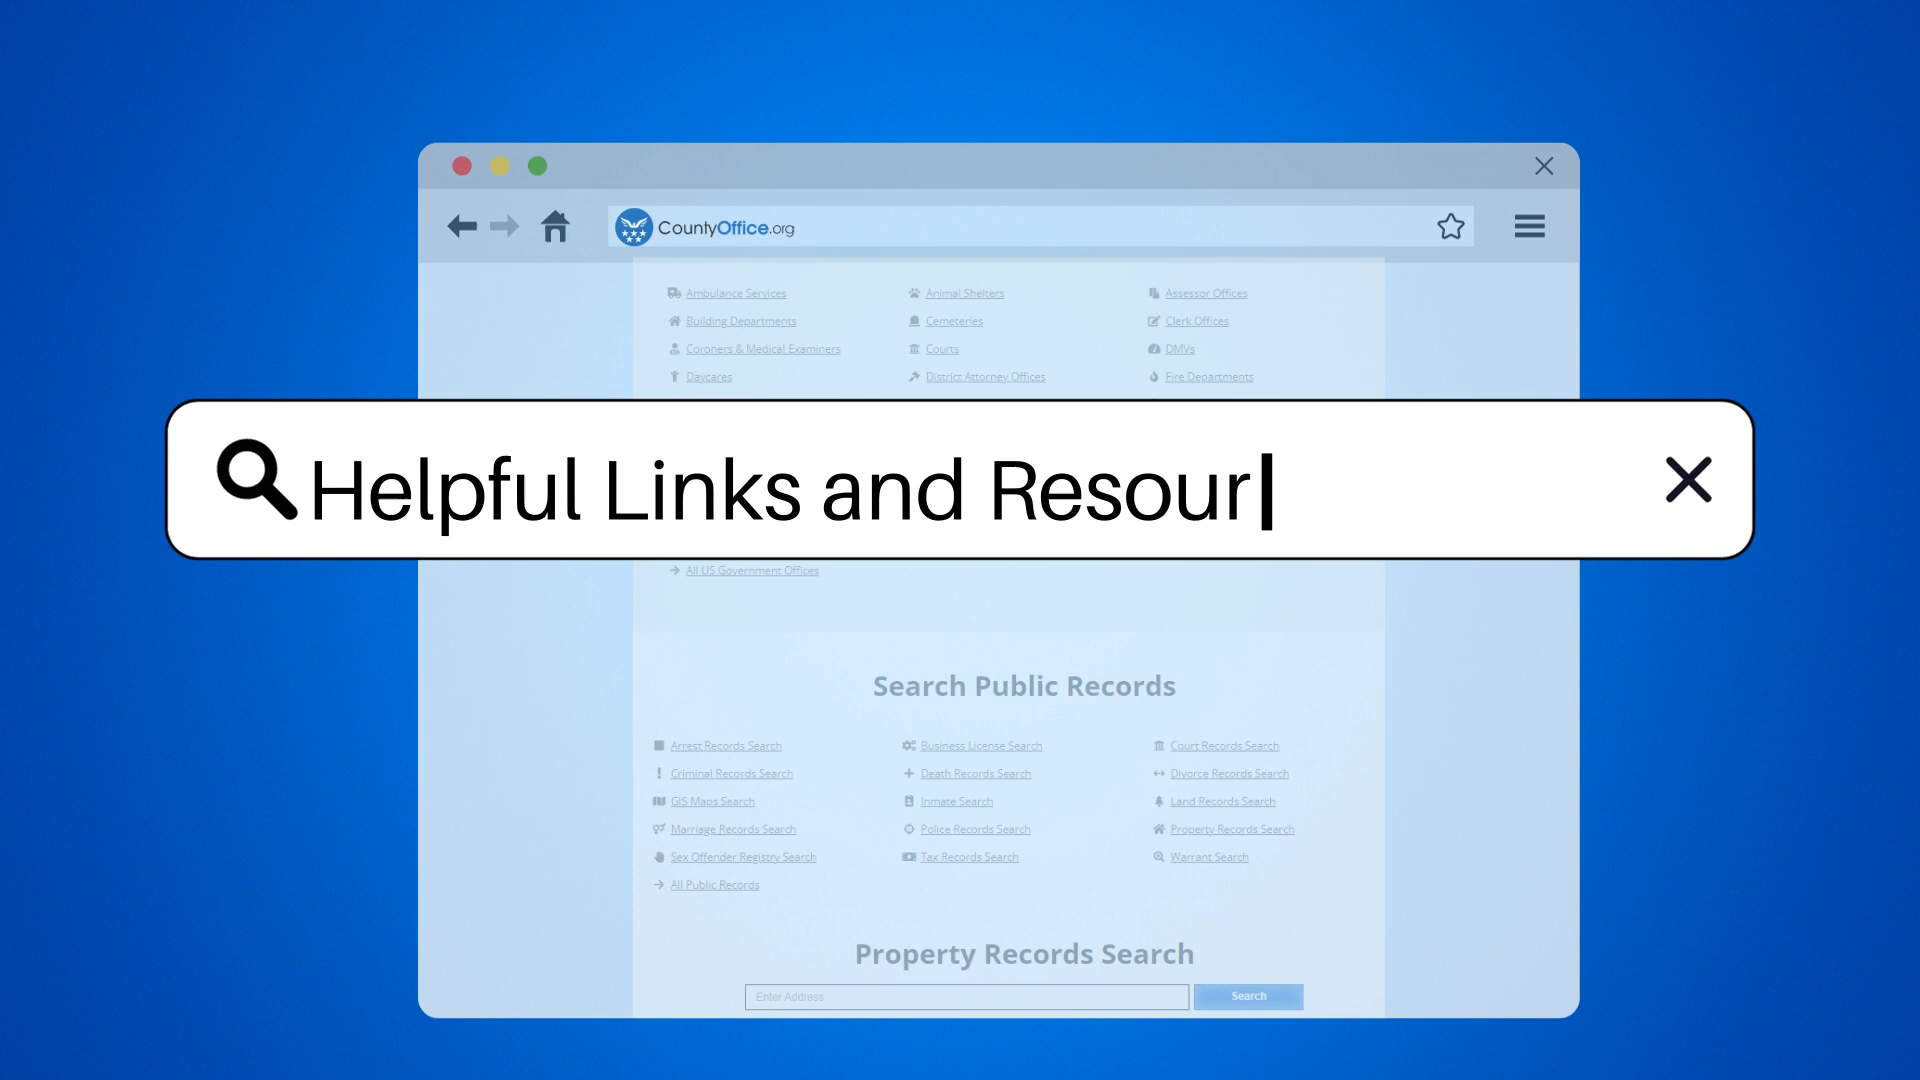 CountyOffice.org
Ambulance Services Animal Shelters Assessor Offices
Building Departments Cemeteries Clerk Offices
Coroners & Medical Examiners Courts DMVs
Daycares District Attorney Offices Fire Departments
Helpful Links and Resour
All US Government Offices
Search Public Records
Arrest Records Search Business License Search Court Records Search
Criminal Records Search Death Records Search Divorce Records Search
GIS Maps Search Inmate Search Land Records Search
Marriage Records Search Police Records Search Property Records Search
Sex Offender Registry Search Tax Records Search Warrant Search
All Public Records
Property Records Search
Enter Address Search